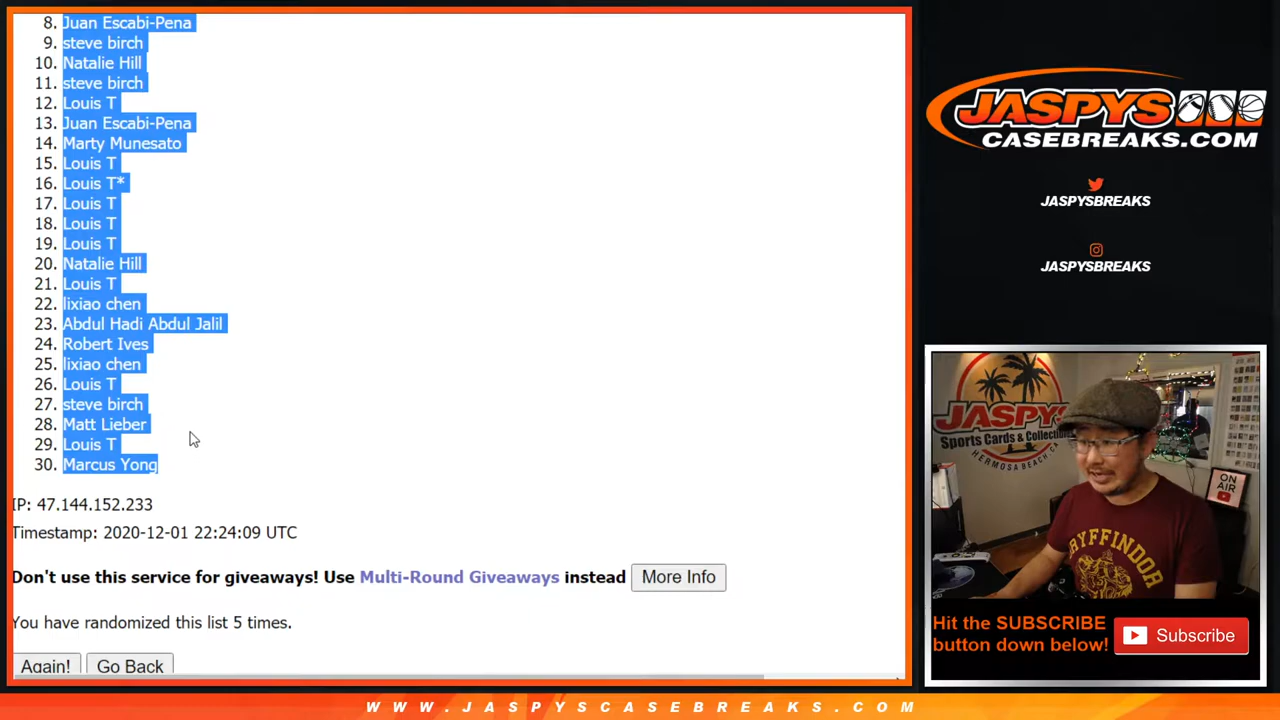 8. Juan Escabi-Pena
9. steve birch
10. Natalie Hill
11. steve birch
12. Louis T
13. Juan Escabi-Pena
14. Marty Munesato
15. Louis T
16. Louis T*
17. Louis T
18. Louis T
19. Louis T
20. Natalie Hill
21. Louis T
22. lixiao chen
23. Abdul Hadi Abdul Jalil
24. Robert Ives
25. lixiao chen
26. Louis T
27. steve birch
28. Matt Lieber
29. Louis T
30. Marcus Yong
IP: 47.144.152.233
Timestamp: 2020-12-01 22:24:09 UTC
Don't use this service for giveaways! Use Multi-Round Giveaways instead More Info
You have randomized this list 5 times.
Again! Go Back
JASPYS
CASEBREAKS.COM
JASPYSBREAKS
JASPYSBREAKS
JASPYS
Sports Cards & Collectibles
HERMOSA BEACH CA
ON AIR
GRYFFINDOR
Hit the SUBSCRIBE
button down below!
Subscribe
WWW.JASPYSCASEBREAKS.COM